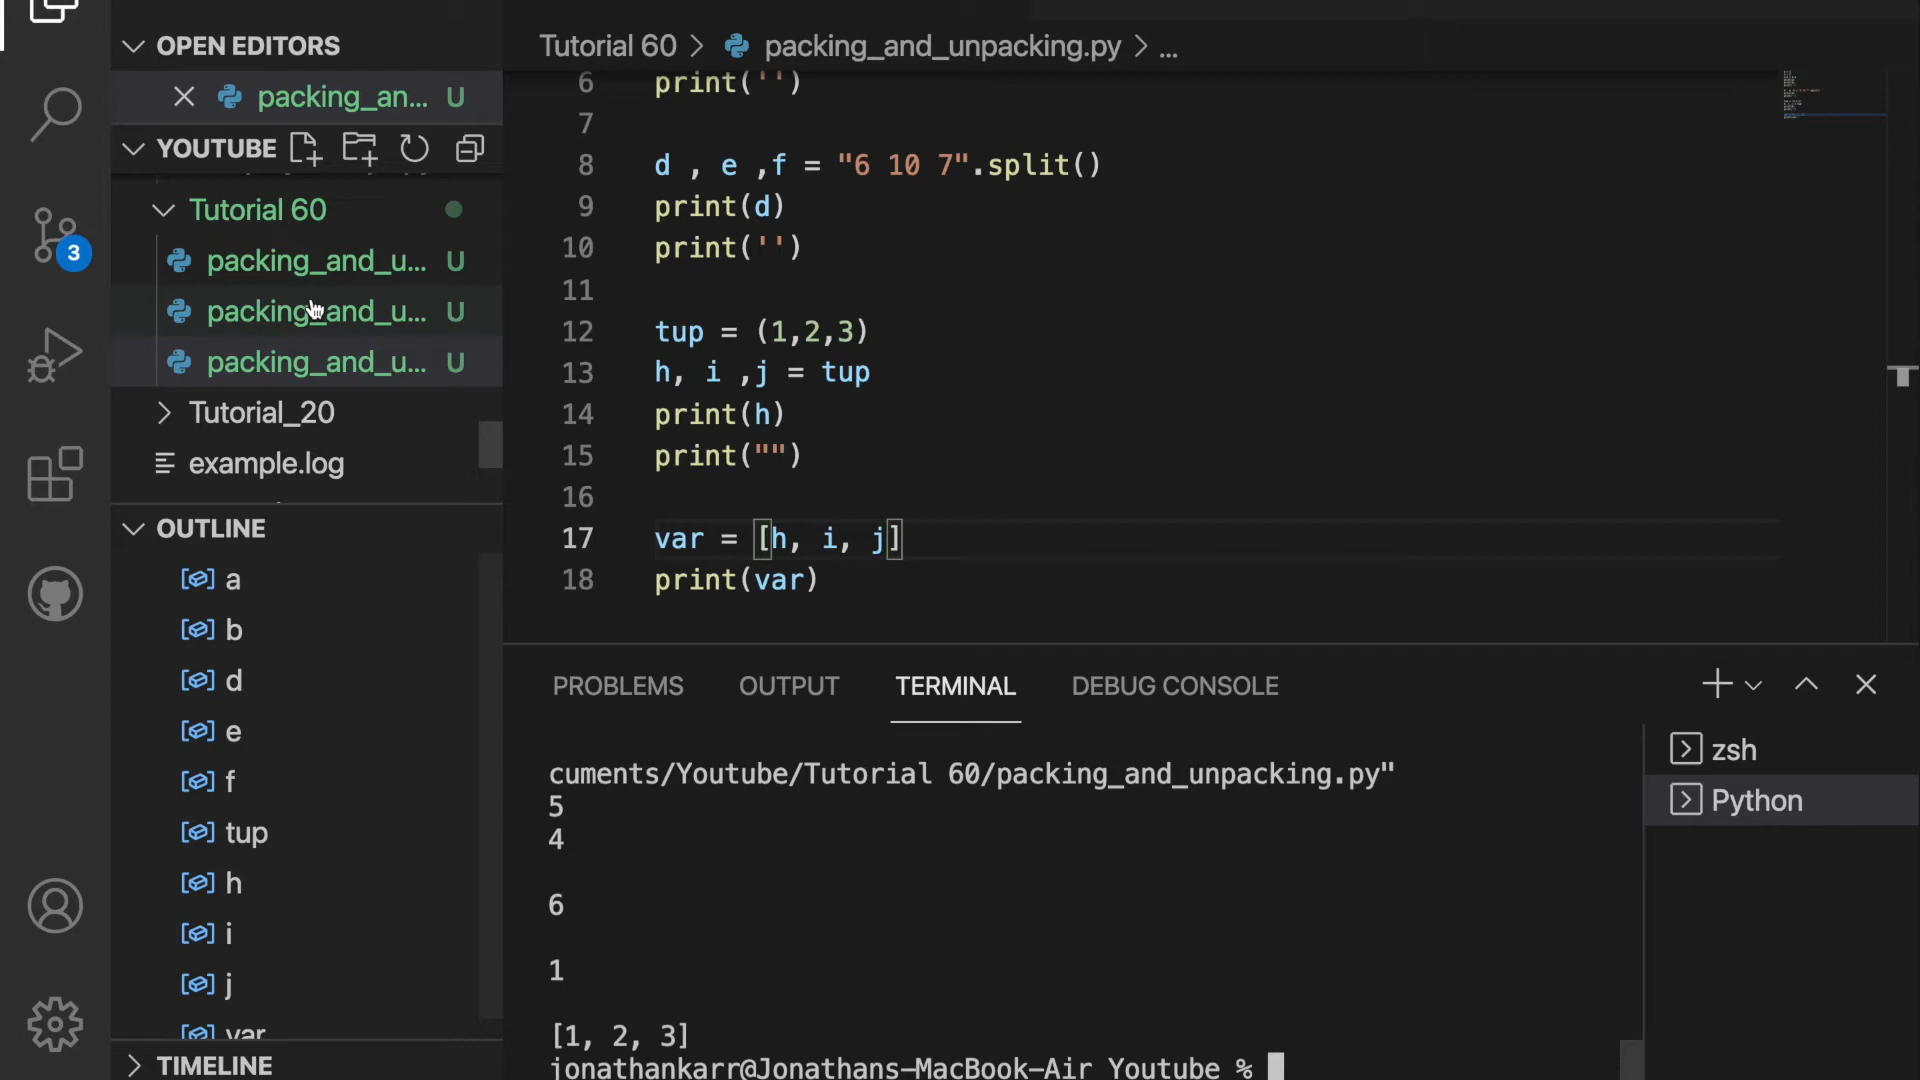 OPEN EDITORS
packing_an... U
YOUTUBE
Tutorial 60
packing_and_u... U
packing_and_u... U
packing_and_u... U
Tutorial_20
example.log
OUTLINE
a
b
d
e
f
tup
h
i
j
var
TIMELINE
3
Tutorial 60 > packing_and_unpacking.py > ...
6 print('')
7
8 d , e ,f = "6 10 7".split()
9 print(d)
10 print('')
11
12 tup = (1,2,3)
13 h, i ,j = tup
14 print(h)
15 print("")
16
17 var = [h, i, j]
18 print(var)
PROBLEMS OUTPUT TERMINAL DEBUG CONSOLE
cuments/Youtube/Tutorial 60/packing_and_unpacking.py"
5
4
6
1
[1, 2, 3]
jonathankarr@Jonathans-MacBook-Air Youtube %
zsh
Python